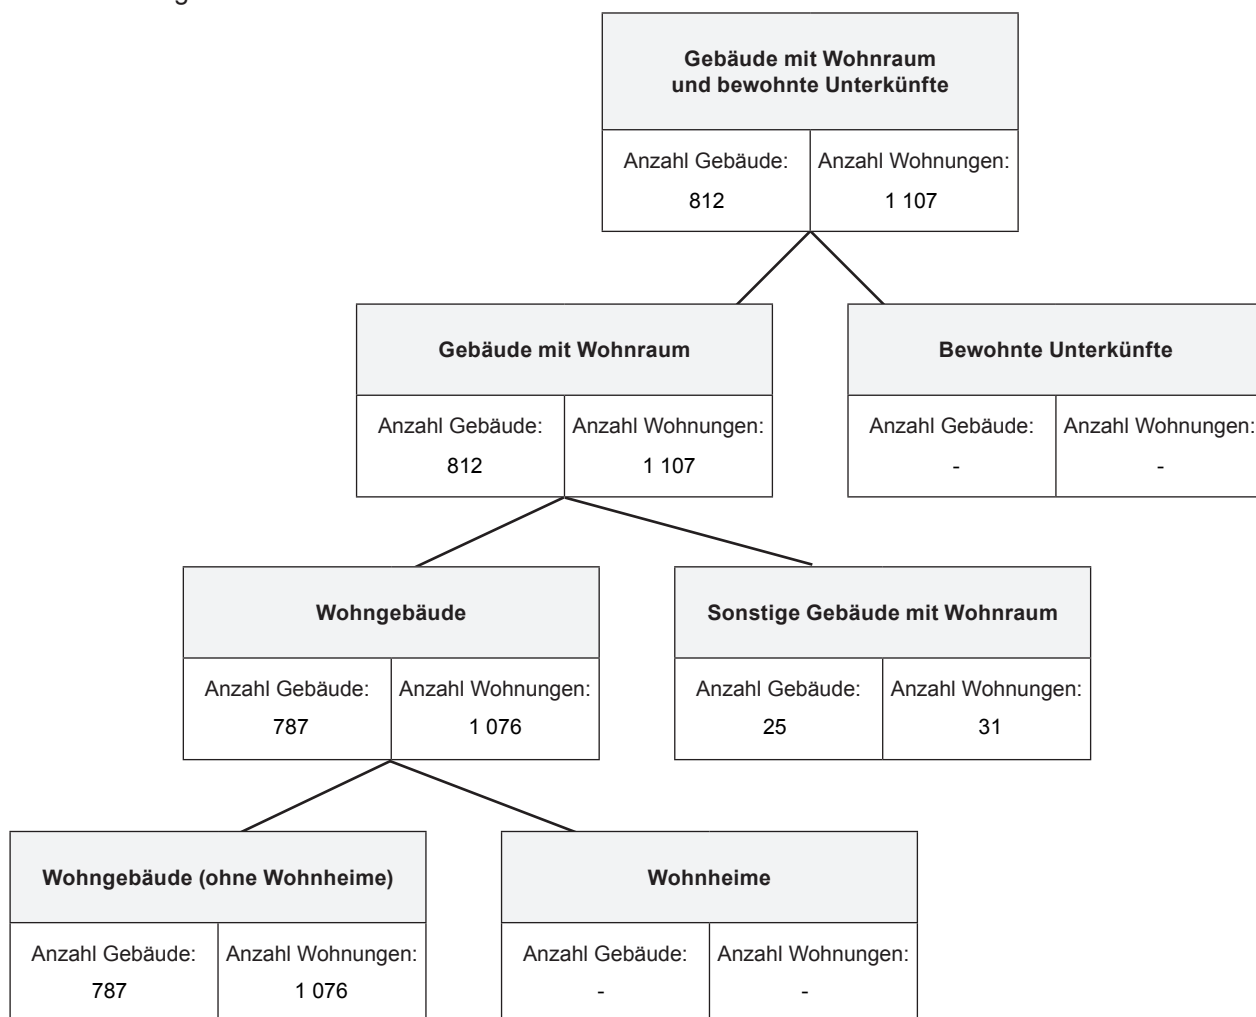 Gebäude mit Wohnraum
und bewohnte Unterkünfte
Anzahl Gebäude: Anzahl Wohnungen:
812 1 107
Gebäude mit Wohnraum
Anzahl Gebäude: Anzahl Wohnungen:
812 1 107
Bewohnte Unterkünfte
Anzahl Gebäude: Anzahl Wohnungen:
- -
Wohngebäude
Anzahl Gebäude: Anzahl Wohnungen:
787 1 076
Sonstige Gebäude mit Wohnraum
Anzahl Gebäude: Anzahl Wohnungen:
25 31
Wohngebäude (ohne Wohnheime)
Anzahl Gebäude: Anzahl Wohnungen:
787 1 076
Wohnheime
Anzahl Gebäude: Anzahl Wohnungen:
- -